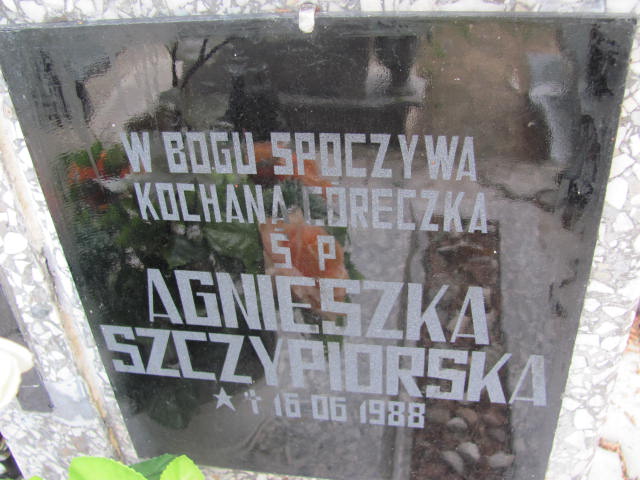 W BOGU SPOCZYWA
KOCHANA CÓRECZKA
Ś P
AGNIESZKA
SZCZYPIORSKA
★ † 16 06 1988